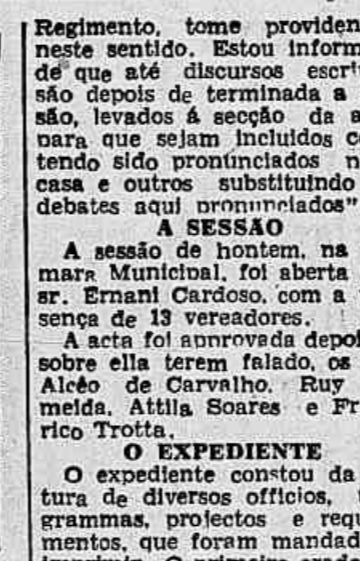 Regimento, tome providen
neste sentido. Estou inform
de que até discursos escri
são depois de terminada a
são, levados á secção da a
para que sejam incluidos c
tendo sido pronunciados n
casa e outros substituindo
debates aqui pronunciados"
A SESSÃO
A sessão de hontem, na
mara Municipal, foi aberta
sr. Ernani Cardoso, com a
sença de 13 vereadores.
A acta foi approvada depoi
sobre ella terem falado, os
Alcêo de Carvalho, Ruy
meida, Attila Soares e Fr
rico Trotta.
O EXPEDIENTE
O expediente constou da
tura de diversos officios,
grammas, projectos e requ
mentos, que foram mandad